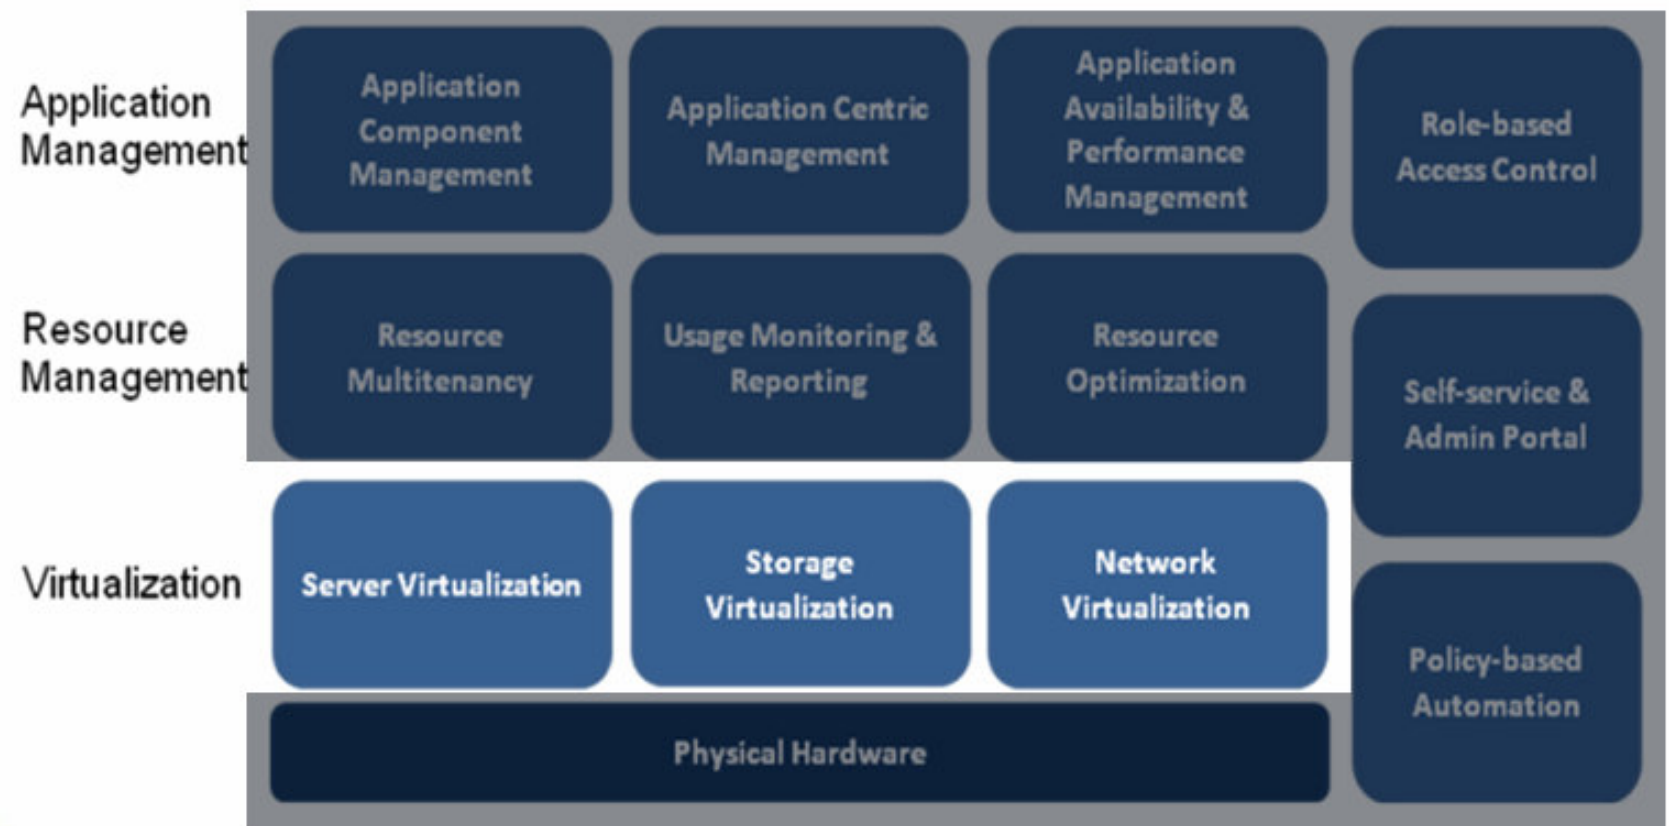 Application
Management
Application
Component
Management
Application Centric
Management
Application
Availability &
Performance
Management
Role-based
Access Control
Resource
Management
Resource
Multitenancy
Usage Monitoring &
Reporting
Resource
Optimization
Self-service &
Admin Portal
Virtualization
Server Virtualization
Storage
Virtualization
Network
Virtualization
Policy-based
Automation
Physical Hardware